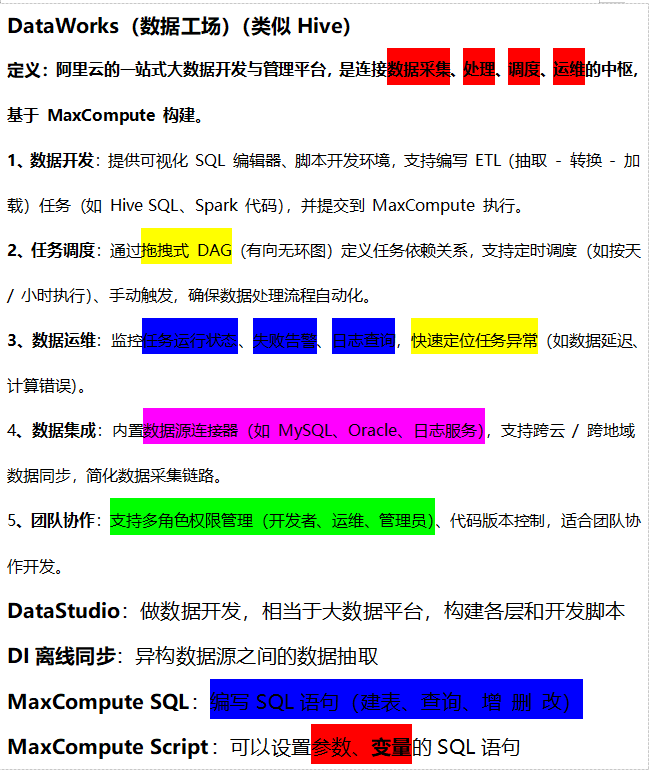 DataWorks（数据工场）（类似 Hive）
定义：阿里云的一站式大数据开发与管理平台，是连接数据采集、处理、调度、运维的中枢，
基于 MaxCompute 构建。
1、数据开发：提供可视化 SQL 编辑器、脚本开发环境，支持编写 ETL（抽取 - 转换 - 加
载）任务（如 Hive SQL、Spark 代码），并提交到 MaxCompute 执行。
2、任务调度：通过拖拽式 DAG（有向无环图）定义任务依赖关系，支持定时调度（如按天
/ 小时执行）、手动触发，确保数据处理流程自动化。
3、数据运维：监控任务运行状态、失败告警、日志查询，快速定位任务异常（如数据延迟、
计算错误）。
4、数据集成：内置数据源连接器（如 MySQL、Oracle、日志服务），支持跨云 / 跨地域
数据同步，简化数据采集链路。
5、团队协作：支持多角色权限管理（开发者、运维、管理员）、代码版本控制，适合团队协
作开发。
DataStudio：做数据开发，相当于大数据平台，构建各层和开发脚本
DI 离线同步：异构数据源之间的数据抽取
MaxCompute SQL：编写 SQL 语句（建表、查询、增 删 改）
MaxCompute Script：可以设置参数、变量的 SQL 语句